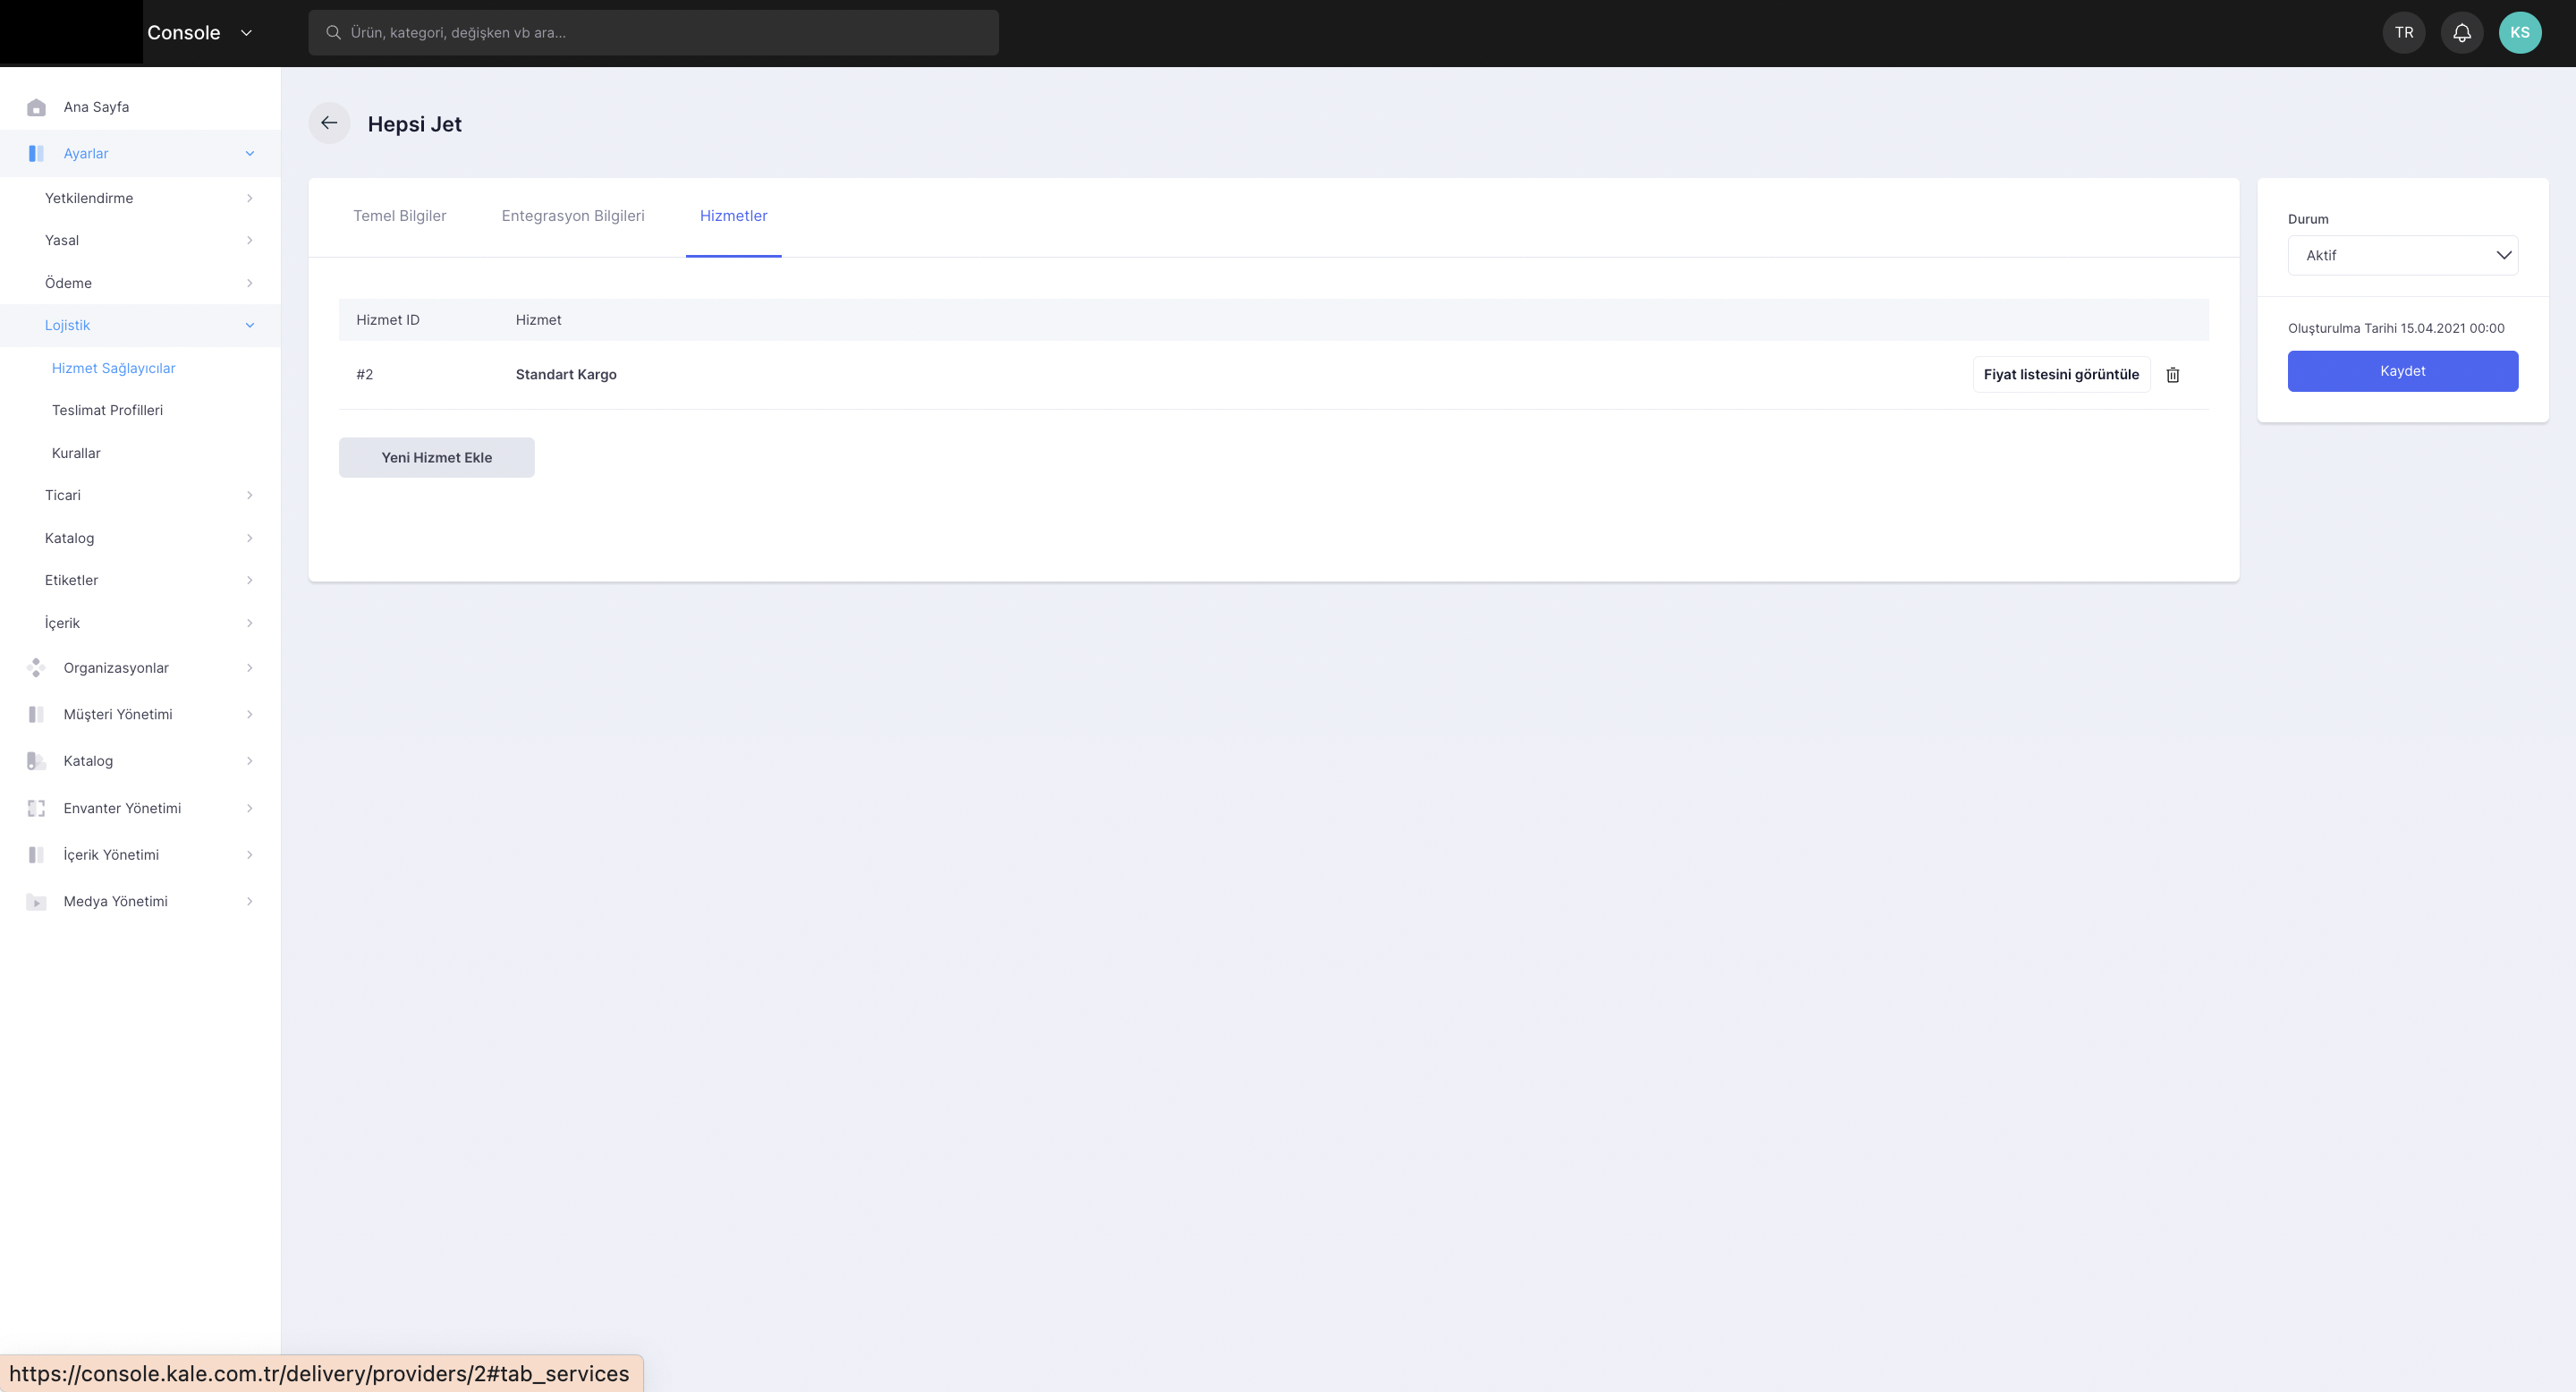 Console
Ürün, kategori, değişken vb ara...
TR
KS
Ana Sayfa
Ayarlar
Yetkilendirme
Yasal
Ödeme
Lojistik
Hizmet Sağlayıcılar
Teslimat Profilleri
Kurallar
Ticari
Katalog
Etiketler
İçerik
Organizasyonlar
Müşteri Yönetimi
Katalog
Envanter Yönetimi
İçerik Yönetimi
Medya Yönetimi
Hepsi Jet
Temel Bilgiler Entegrasyon Bilgileri Hizmetler
Hizmet ID Hizmet
#2 Standart Kargo Fiyat listesini görüntüle
Yeni Hizmet Ekle
Durum
Aktif
Oluşturulma Tarihi 15.04.2021 00:00
Kaydet
https://console.kale.com.tr/delivery/providers/2#tab_services